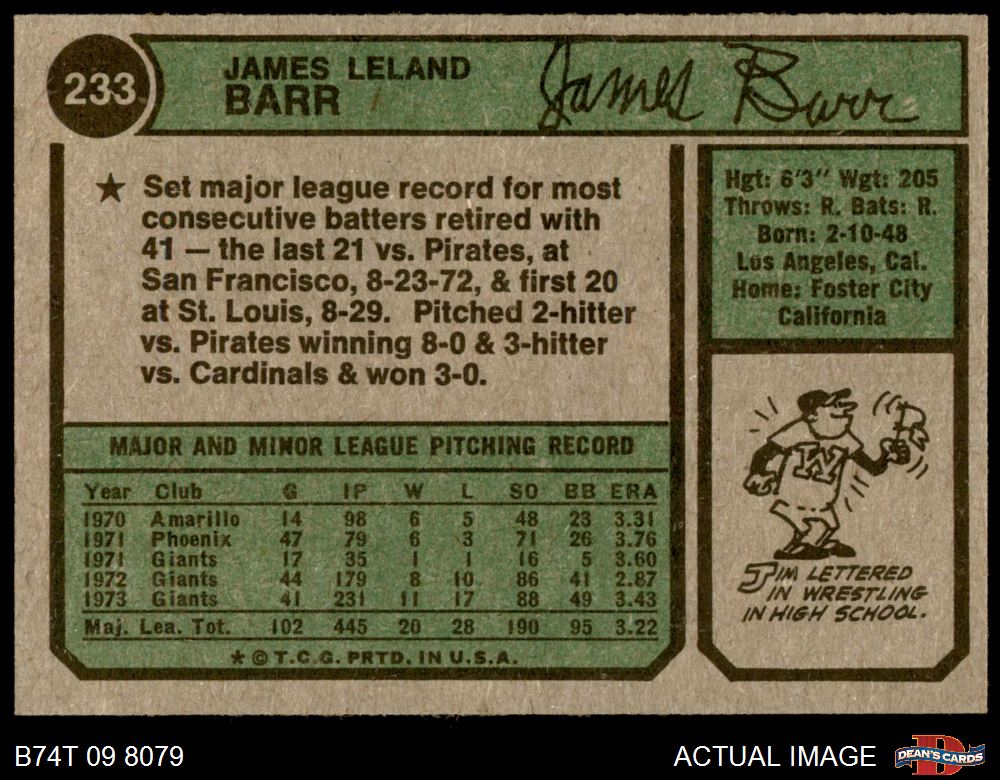 233
JAMES LELAND
BARR
James Barr
★ Set major league record for most
consecutive batters retired with
41 — the last 21 vs. Pirates, at
San Francisco, 8-23-72, & first 20
at St. Louis, 8-29. Pitched 2-hitter
vs. Pirates winning 8-0 & 3-hitter
vs. Cardinals & won 3-0.
Hgt: 6'3" Wgt: 205
Throws: R. Bats: R.
Born: 2-10-48
Los Angeles, Cal.
Home: Foster City
California
MAJOR AND MINOR LEAGUE PITCHING RECORD
Year Club G IP W L SO BB ERA
1970 Amarillo 14 98 6 5 48 23 3.31
1971 Phoenix 47 79 6 3 71 26 3.76
1971 Giants 17 35 1 1 16 5 3.60
1972 Giants 44 179 8 10 86 41 2.87
1973 Giants 41 231 11 17 88 49 3.43
Maj. Lea. Tot. 102 445 20 28 190 95 3.22
* © T.C.G. PRTD. IN U.S.A.
N
JIM LETTERED
IN WRESTLING
IN HIGH SCHOOL.
B74T 09 8079
ACTUAL IMAGE
D
DEAN'S CARDS